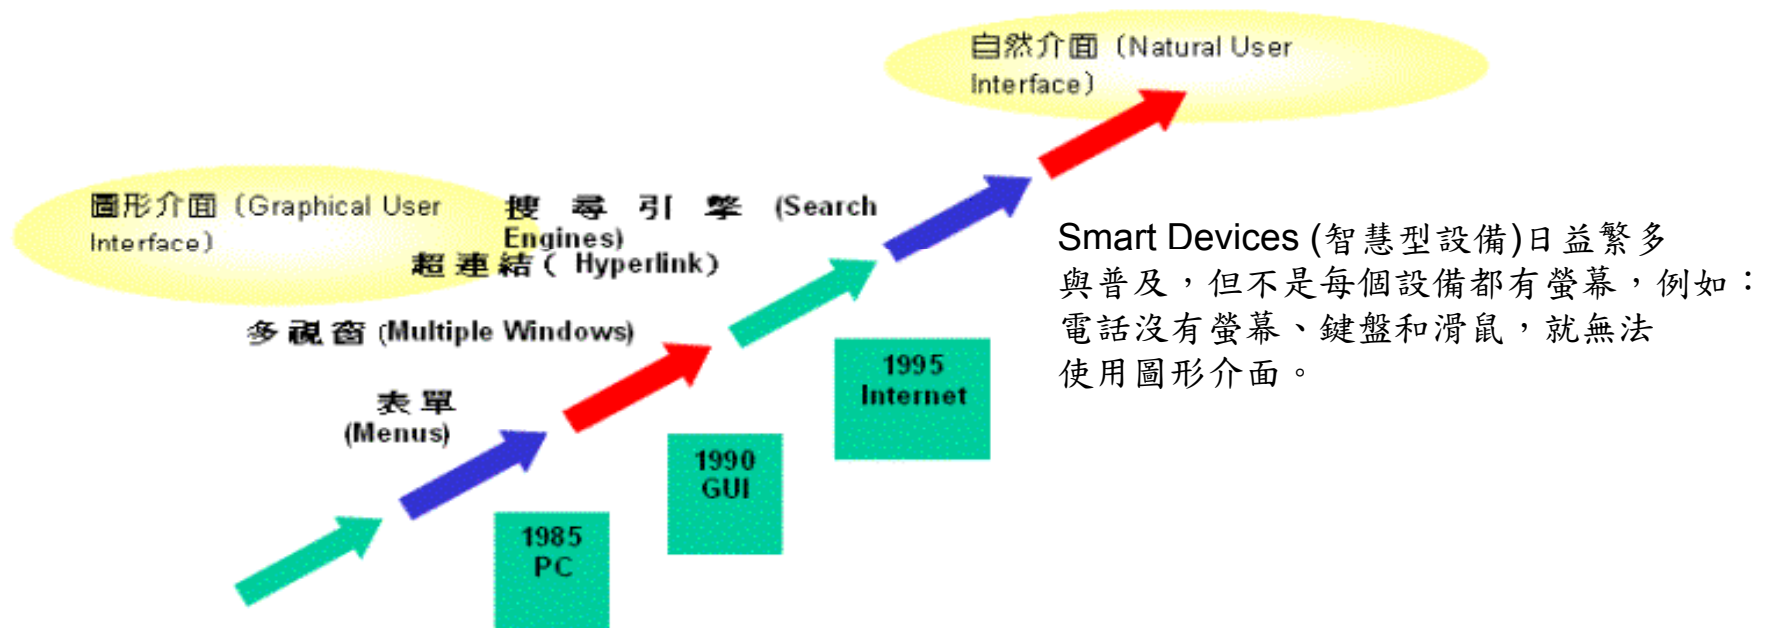 自然介面（Natural User
Interface）
圖形介面（Graphical User
Interface）
搜尋引擎 (Search
Engines)
超連結( Hyperlink）
多視窗 (Multiple Windows)
表單
(Menus)
Smart Devices (智慧型設備)日益繁多
與普及，但不是每個設備都有螢幕，例如：
電話沒有螢幕、鍵盤和滑鼠，就無法
使用圖形介面。
1995
Internet
1990
GUI
1985
PC